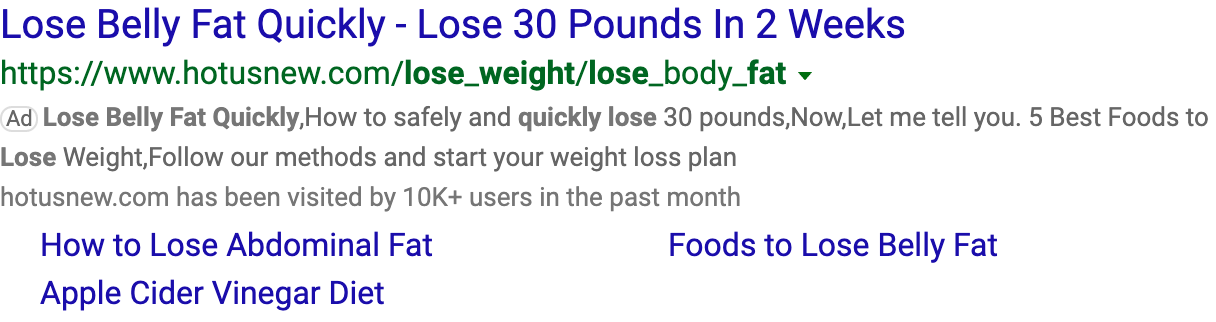 Lose Belly Fat Quickly - Lose 30 Pounds In 2 Weeks
https://www.hotusnew.com/lose_weight/lose_body_fat
Ad Lose Belly Fat Quickly,How to safely and quickly lose 30 pounds,Now,Let me tell you. 5 Best Foods to
Lose Weight,Follow our methods and start your weight loss plan
hotusnew.com has been visited by 10K+ users in the past month
How to Lose Abdominal Fat Foods to Lose Belly Fat
Apple Cider Vinegar Diet